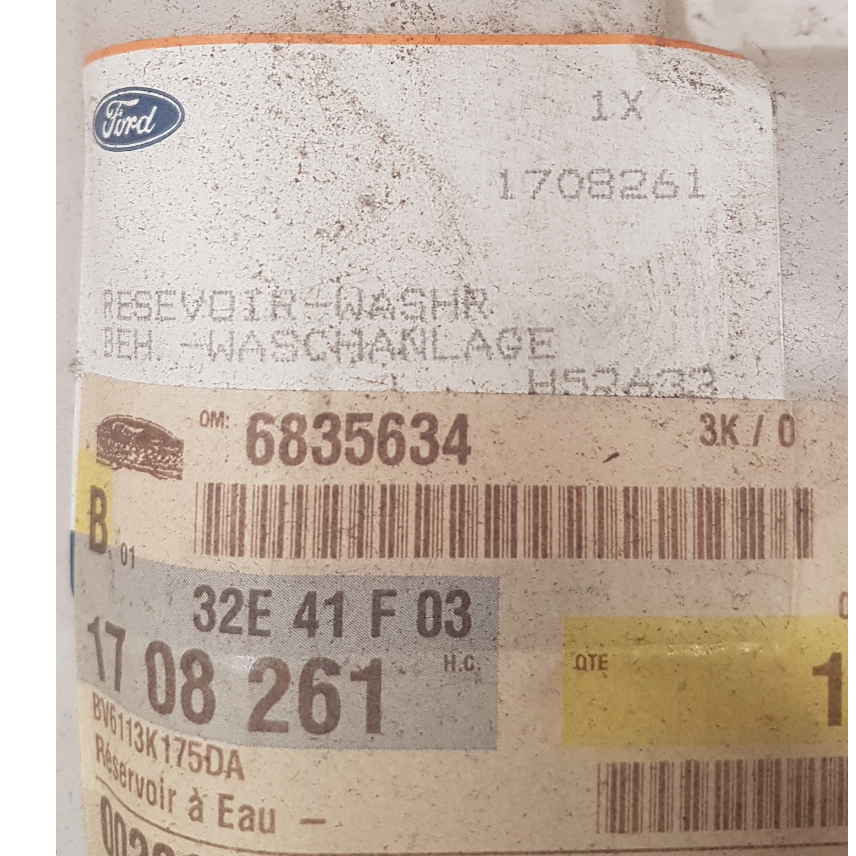 Ford
1X
1708261
RESEVOIR-WASHR
BEH. -WASCHANLAGE
HS2633
OM: 6835634 3K / 0
B 01
32E 41 F 03
17 08 261 H.C.
QTE 1
BV6113K175DA
Réservoir à Eau –